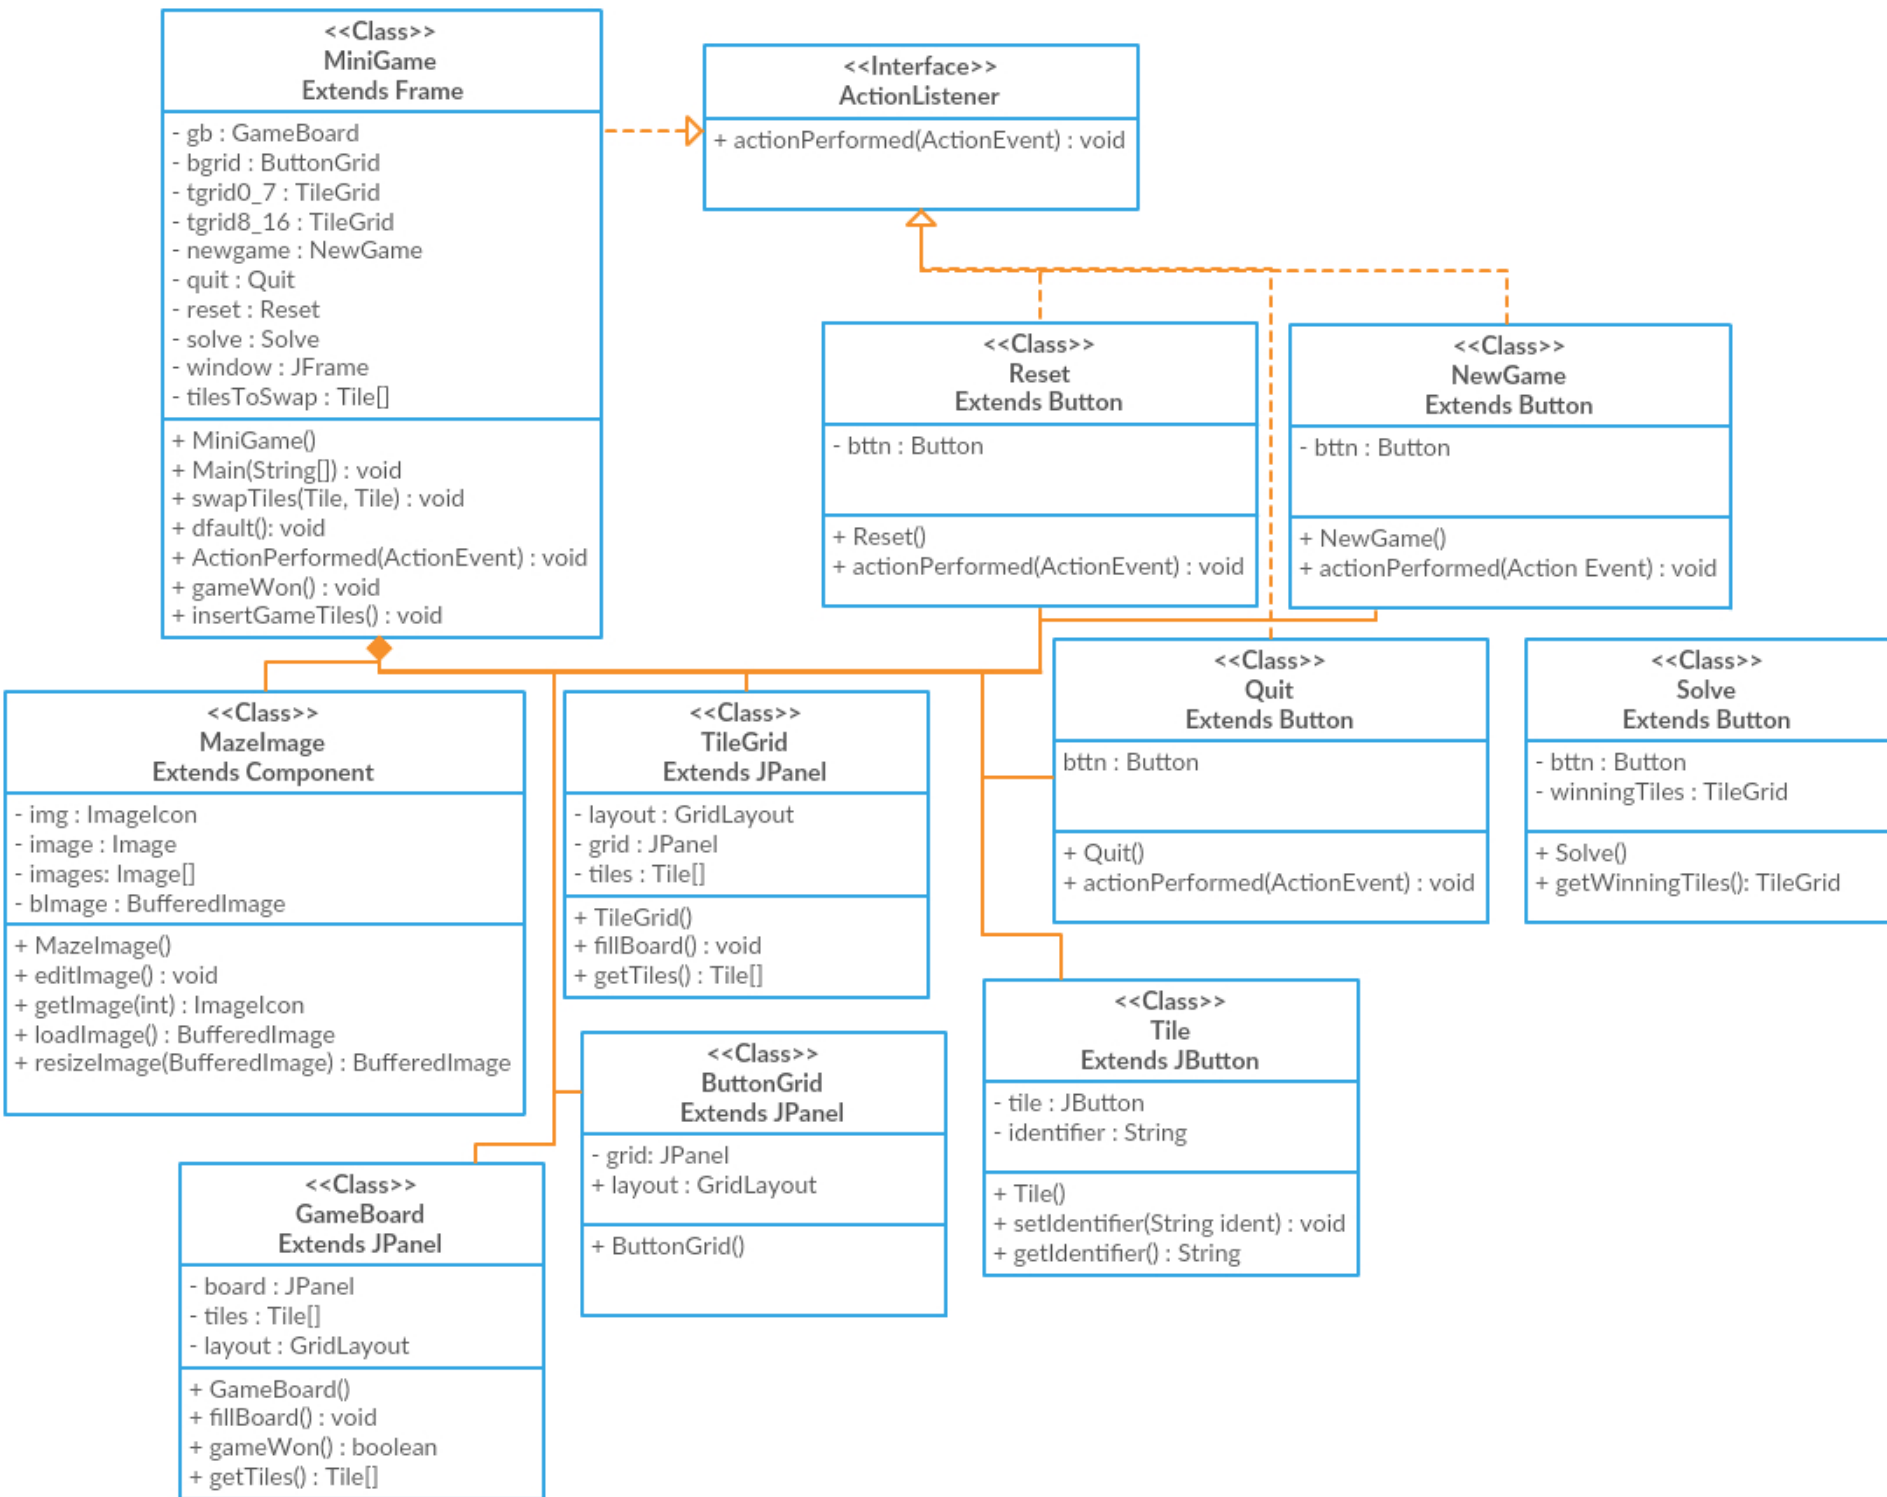 <<Class>>
MiniGame
Extends Frame
- gb : GameBoard
- bgrid : ButtonGrid
- tgrid0_7 : TileGrid
- tgrid8_16 : TileGrid
- newgame : NewGame
- quit : Quit
- reset : Reset
- solve : Solve
- window : JFrame
- tilesToSwap : Tile[]
+ MiniGame()
+ Main(String[]) : void
+ swapTiles(Tile, Tile) : void
+ dfault(): void
+ ActionPerformed(ActionEvent) : void
+ gameWon() : void
+ insertGameTiles() : void
<<Interface>>
ActionListener
+ actionPerformed(ActionEvent) : void
<<Class>>
Reset
Extends Button
- bttn : Button
+ Reset()
+ actionPerformed(ActionEvent) : void
<<Class>>
NewGame
Extends Button
- bttn : Button
+ NewGame()
+ actionPerformed(Action Event) : void
<<Class>>
MazeImage
Extends Component
- img : ImageIcon
- image : Image
- images: Image[]
- bImage : BufferedImage
+ MazeImage()
+ editImage() : void
+ getImage(int) : ImageIcon
+ loadImage() : BufferedImage
+ resizeImage(BufferedImage) : BufferedImage
<<Class>>
TileGrid
Extends JPanel
- layout : GridLayout
- grid : JPanel
- tiles : Tile[]
+ TileGrid()
+ fillBoard() : void
+ getTiles() : Tile[]
<<Class>>
Quit
Extends Button
bttn : Button
+ Quit()
+ actionPerformed(ActionEvent) : void
<<Class>>
Solve
Extends Button
- bttn : Button
- winningTiles : TileGrid
+ Solve()
+ getWinningTiles(): TileGrid
<<Class>>
ButtonGrid
Extends JPanel
- grid: JPanel
+ layout : GridLayout
+ ButtonGrid()
<<Class>>
Tile
Extends JButton
- tile : JButton
- identifier : String
+ Tile()
+ setIdentifier(String ident) : void
+ getIdentifier() : String
<<Class>>
GameBoard
Extends JPanel
- board : JPanel
- tiles : Tile[]
- layout : GridLayout
+ GameBoard()
+ fillBoard() : void
+ gameWon() : boolean
+ getTiles() : Tile[]